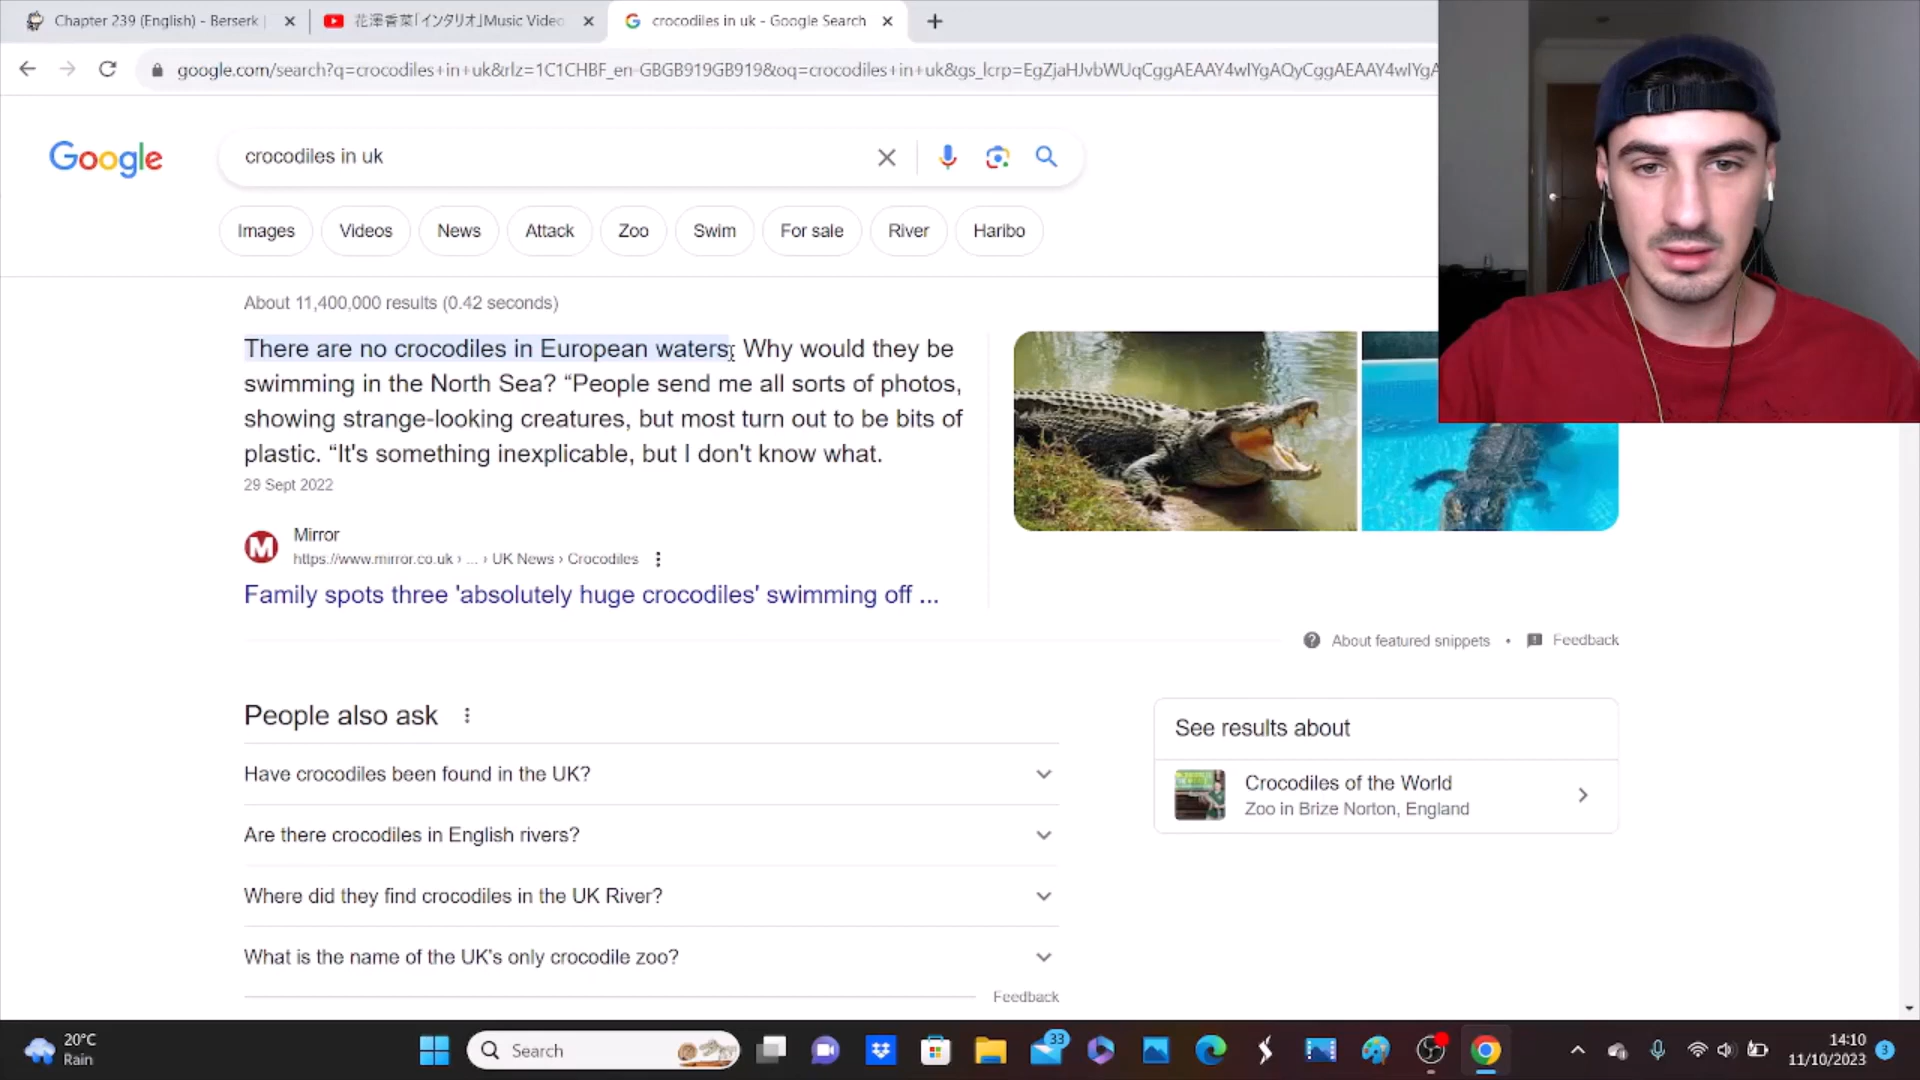 Chapter 239 (English) - Berserk
花澤香菜「インタリオ」Music Video
crocodiles in uk - Google Search
google.com/search?q=crocodiles+in+uk&rlz=1C1CHBF_en-GBGB919GB919&oq=crocodiles+in+uk&gs_lcrp=EgZjaHJvbWUqCggAEAAY4wIYgAQyCggAEAAY4wIYgA
Google
crocodiles in uk
Images
Videos
News
Attack
Zoo
Swim
For sale
River
Haribo
About 11,400,000 results (0.42 seconds)
There are no crocodiles in European waters. Why would they be
swimming in the North Sea? “People send me all sorts of photos,
showing strange-looking creatures, but most turn out to be bits of
plastic. “It's something inexplicable, but I don't know what.
29 Sept 2022
Mirror
https://www.mirror.co.uk › ... › UK News › Crocodiles
Family spots three 'absolutely huge crocodiles' swimming off ...
About featured snippets • Feedback
People also ask
Have crocodiles been found in the UK?
Are there crocodiles in English rivers?
Where did they find crocodiles in the UK River?
What is the name of the UK's only crocodile zoo?
Feedback
See results about
Crocodiles of the World
Zoo in Brize Norton, England
20°C
Rain
Search
33
14:10
11/10/2023
3